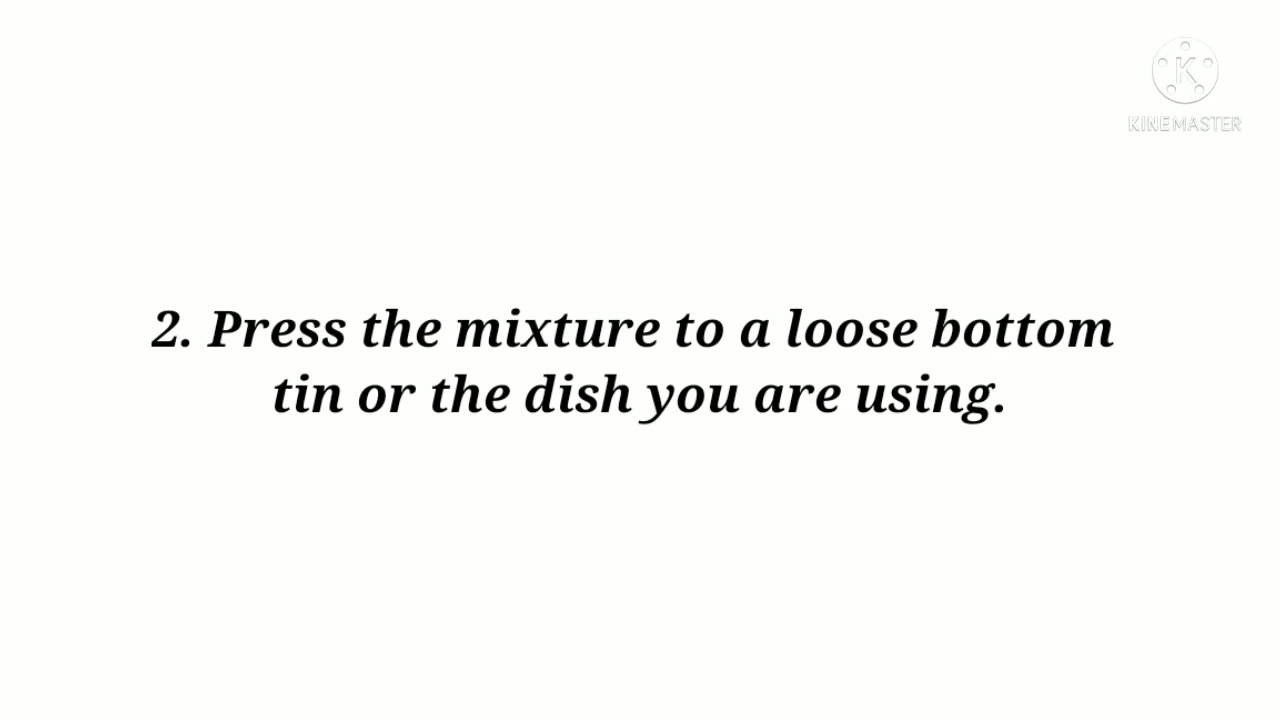 KINEMASTER
2. Press the mixture to a loose bottom
tin or the dish you are using.